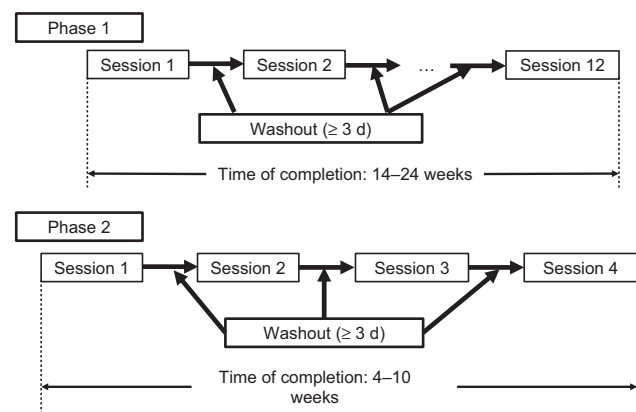 Phase 1
Session 1
Session 2
...
Session 12
Washout (≥ 3 d)
Time of completion: 14–24 weeks
Phase 2
Session 1
Session 2
Session 3
Session 4
Washout (≥ 3 d)
Time of completion: 4–10
weeks